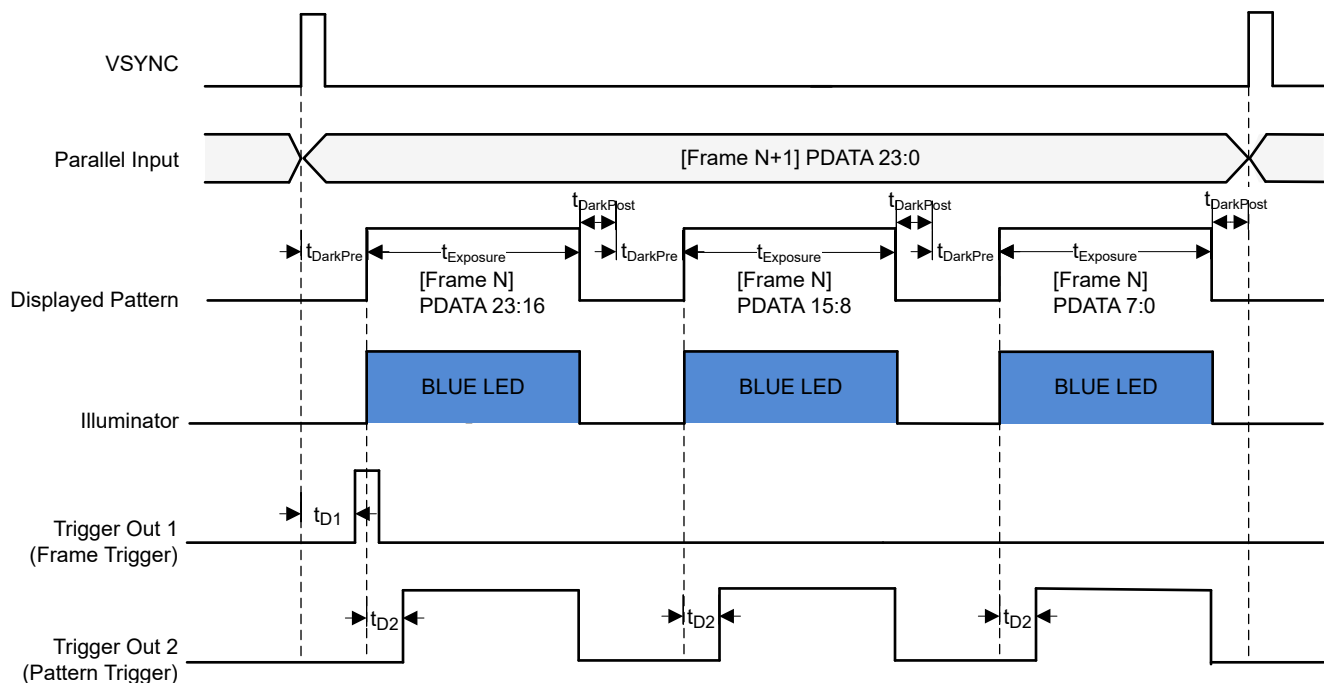 VSYNC
Parallel Input
[Frame N+1] PDATA 23:0
tDarkPost
tDarkPost
tDarkPost
tDarkPre
tExposure
tDarkPre
tExposure
tDarkPre
tExposure
Displayed Pattern
[Frame N]
PDATA 23:16
[Frame N]
PDATA 15:8
[Frame N]
PDATA 7:0
Illuminator
BLUE LED
BLUE LED
BLUE LED
Trigger Out 1
(Frame Trigger)
tD1
Trigger Out 2
(Pattern Trigger)
tD2
tD2
tD2